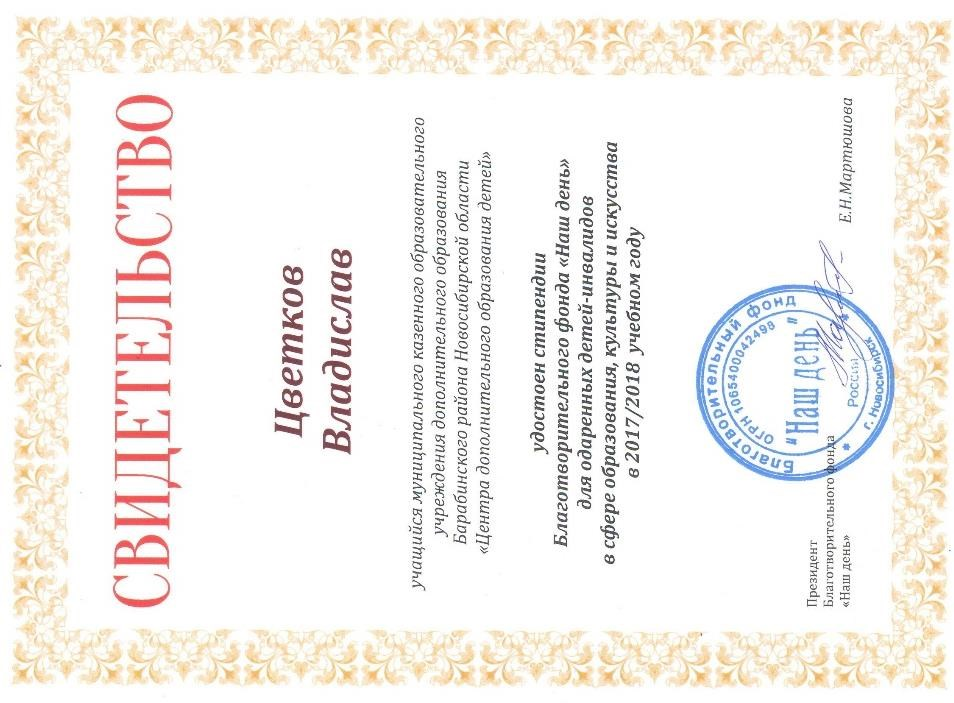 СВИДЕТЕЛЬСТВО
Цветков
Владислав
учащийся муниципального казенного образовательного
учреждения дополнительного образования
Барабинского района Новосибирской области
«Центра дополнительного образования детей»
удостоен стипендии
Благотворительного фонда «Наш день»
для одаренных детей-инвалидов
в сфере образования, культуры и искусства
в 2017/2018 учебном году
Президент
Благотворительного фонда
«Наш день»
Е.Н.Мартюшова
Благотворительный фонд
ОГРН 1065400042498
"Наш день"
Россия
г. Новосибирск